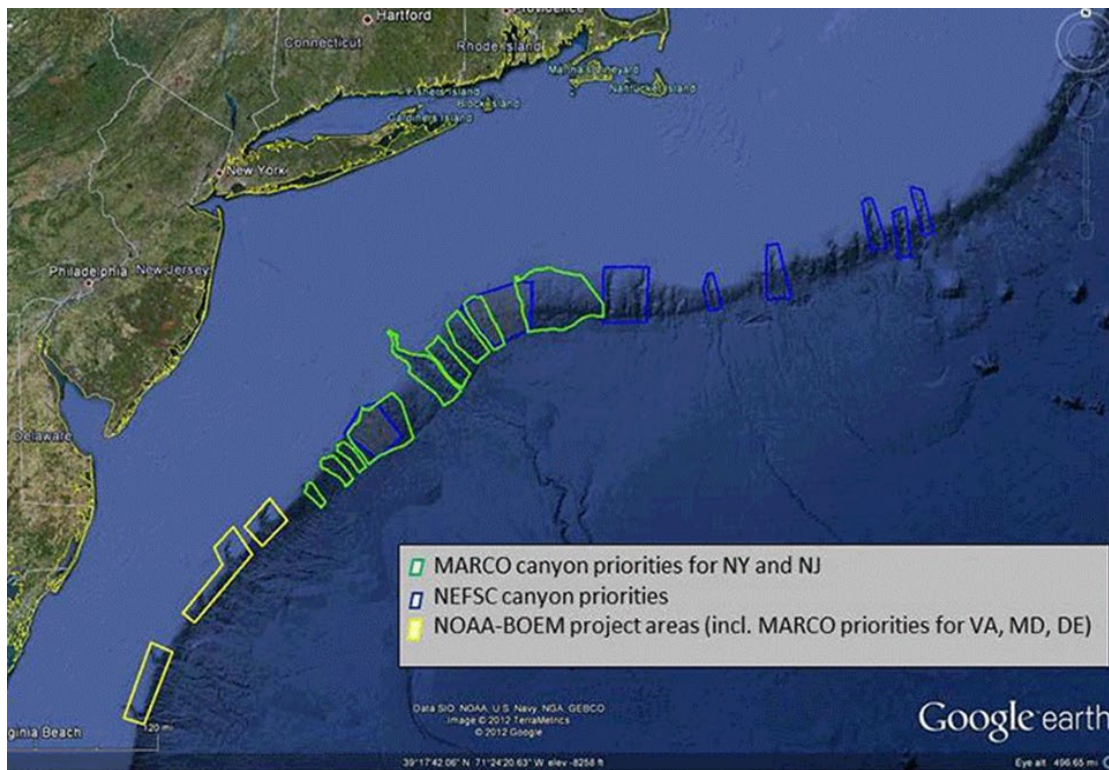 Hartford
Providence
Connecticut
Rhode Island
Martha's Vineyard
Nantucket Island
Fishers Island
Block Island
Gardiners Island
New York
Philadelphia
New Jersey
Delaware
MARCO canyon priorities for NY and NJ
NEFSC canyon priorities
NOAA-BOEM project areas (incl. MARCO priorities for VA, MD, DE)
Data SIO, NOAA, U.S. Navy, NGA, GEBCO
Image © 2012 TerraMetrics
© 2012 Google
Google earth
ginia Beach
120 mi
39°17'42.06" N 71°24'20.63" W elev -8258 ft
Eye alt 496.65 mi